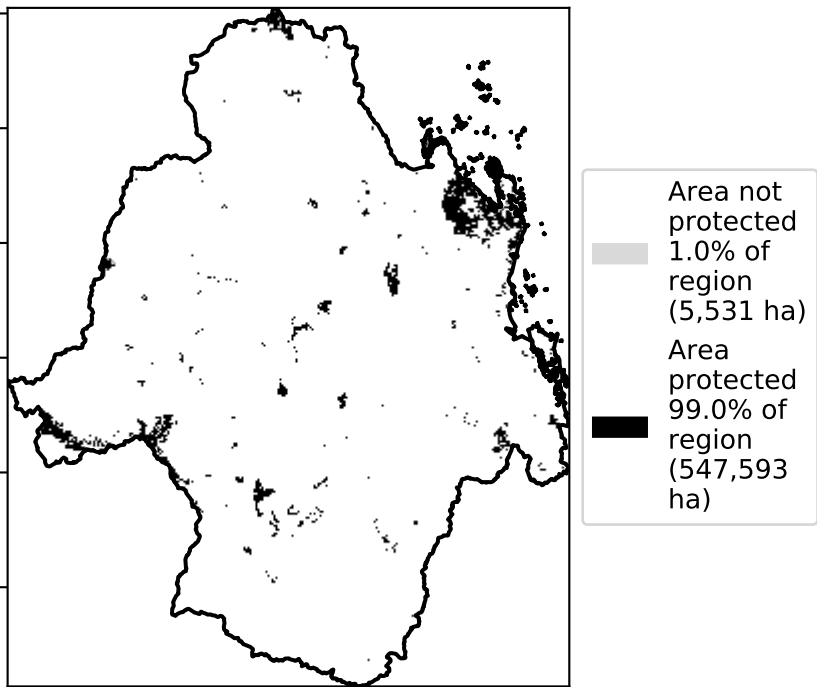 Area not
protected
1.0% of
region
(5,531 ha)
Area
protected
99.0% of
region
(547,593
ha)